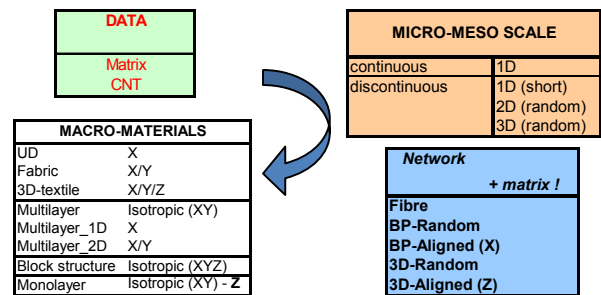 DATA
Matrix
CNT
MICRO-MESO SCALE
continuous 1D
discontinuous 1D (short)
2D (random)
3D (random)
MACRO-MATERIALS
UD X
Fabric X/Y
3D-textile X/Y/Z
Multilayer Isotropic (XY)
Multilayer_1D X
Multilayer_2D X/Y
Block structure Isotropic (XYZ)
Monolayer Isotropic (XY) - Z
Network
+ matrix !
Fibre
BP-Random
BP-Aligned (X)
3D-Random
3D-Aligned (Z)